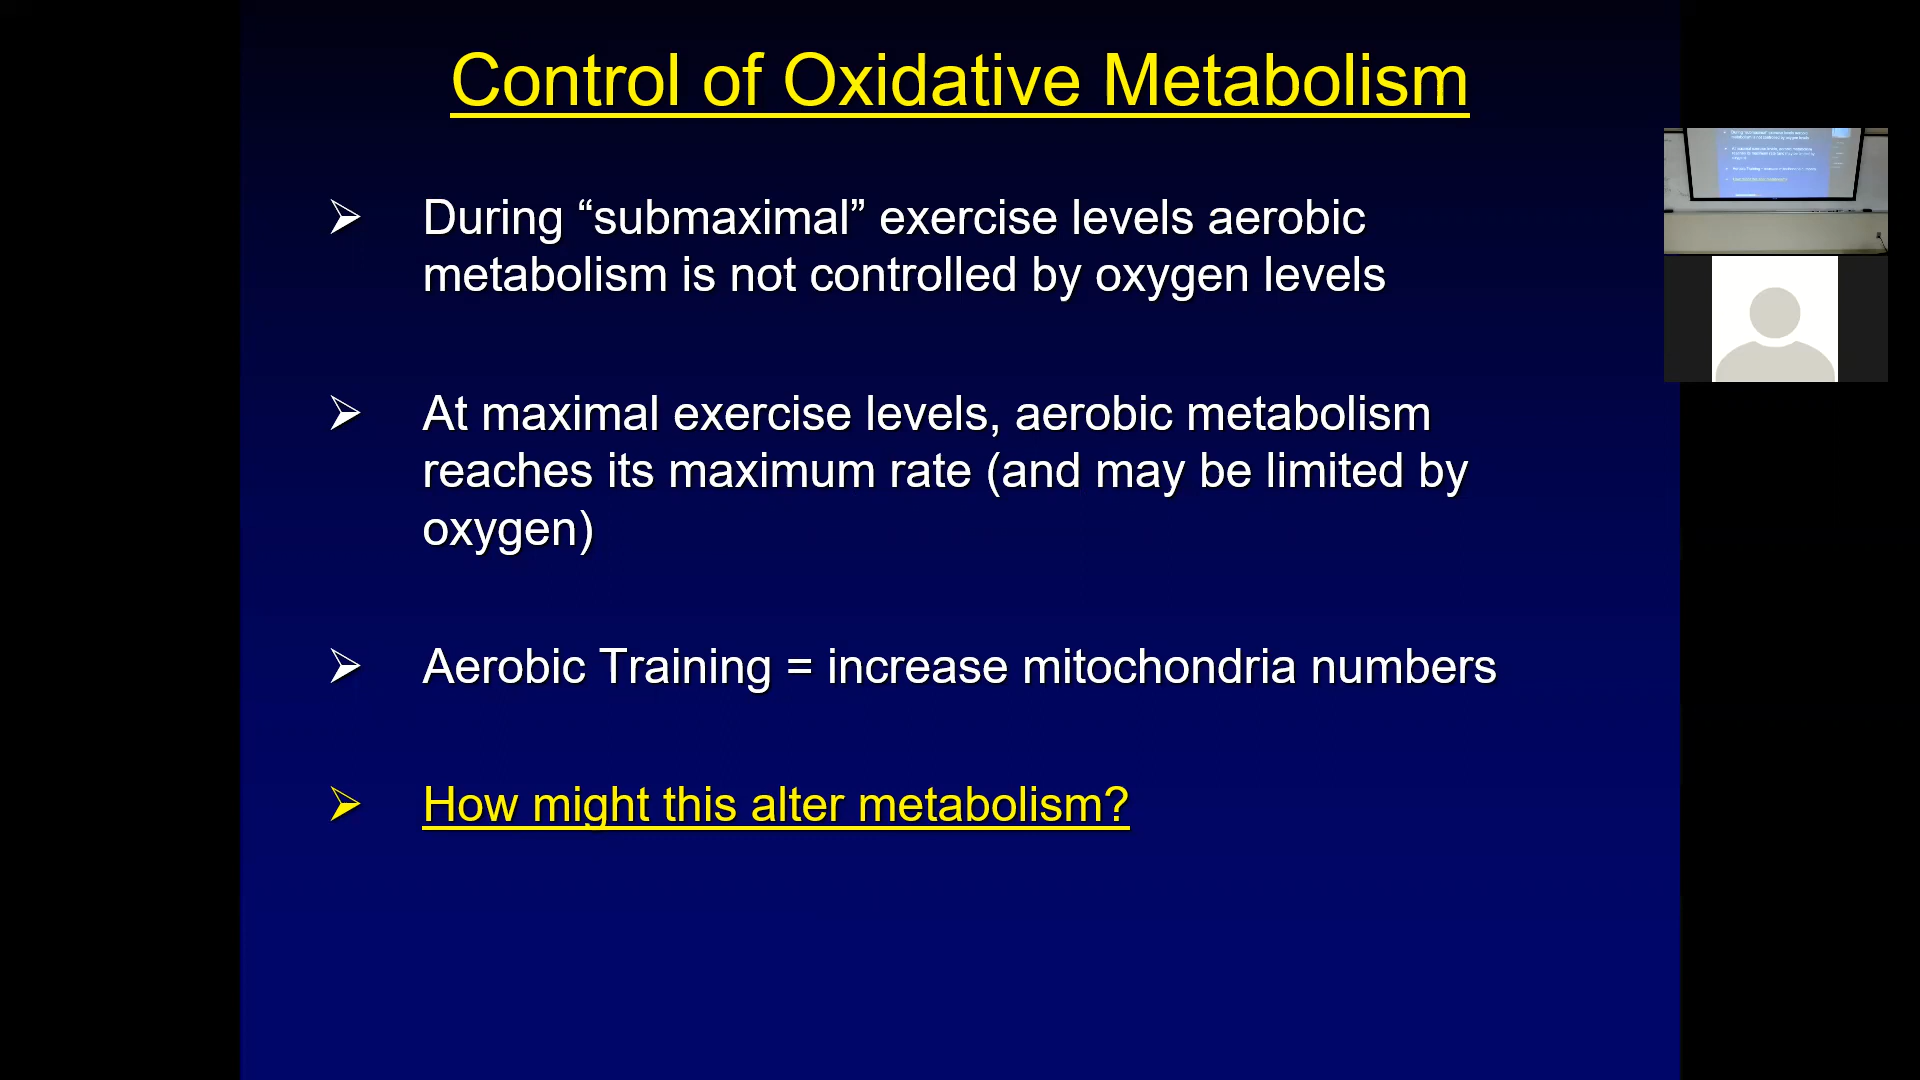 Control of Oxidative Metabolism
During “submaximal” exercise levels aerobic
metabolism is not controlled by oxygen levels
At maximal exercise levels, aerobic metabolism
reaches its maximum rate (and may be limited by
oxygen)
Aerobic Training = increase mitochondria numbers
How might this alter metabolism?